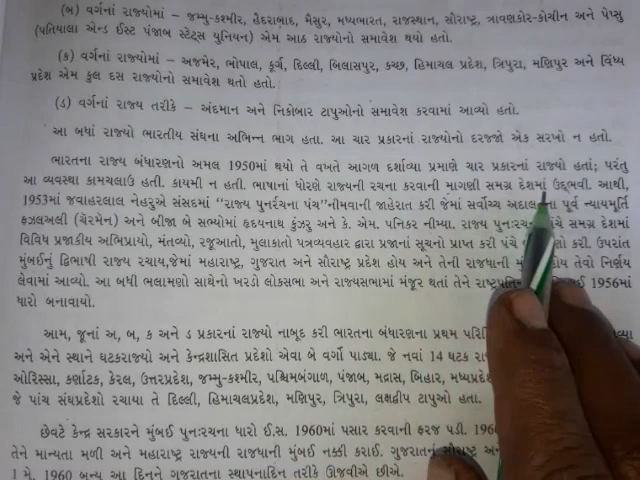 (બ) વર્ગનાં રાજ્યોમાં – જમ્મુ-કશ્મીર, હૈદરાબાદ, મૈસુર, મધ્યભારત, રાજસ્થાન, સૌરાષ્ટ્ર, ત્રાવણકોર-કોચીન અને પેપ્સુ
(પતિયાલા એન્ડ ઈસ્ટ પંજાબ સ્ટેટ્સ યુનિયન) એમ આઠ રાજ્યોનો સમાવેશ થયો હતો.
(ક) વર્ગનાં રાજ્યોમાં – અજમેર, ભોપાલ, કૂર્ગ, દિલ્લી, બિલાસપુર, કચ્છ, હિમાચલ પ્રદેશ, ત્રિપુરા, મણિપુર અને વિંધ્ય
પ્રદેશ એમ કુલ દસ રાજ્યોનો સમાવેશ થતો હતો.
(ડ) વર્ગનાં રાજ્ય તરીકે – અંદમાન અને નિકોબાર ટાપુઓનો સમાવેશ કરવામાં આવ્યો હતો.
આ બધાં રાજ્યો ભારતીય સંઘના અભિન્ન ભાગ હતા. આ ચાર પ્રકારનાં રાજ્યોનો દરજ્જો એક સરખો ન હતો.
ભારતના રાજ્ય બંધારણનો અમલ 1950માં થયો તે વખતે આગળ દર્શાવ્યા પ્રમાણે ચાર પ્રકારનાં રાજ્યો હતાં; પરંતુ
આ વ્યવસ્થા કામચલાઉ હતી. કાયમી ન હતી. ભાષાનાં ધોરણે રાજ્યની રચના કરવાની માગણી સમગ્ર દેશમાં ઉદ્ભવી. આથી,
1953માં જવાહરલાલ નેહરુએ સંસદમાં “રાજ્ય પુનર્રચના પંચ”નીમવાની જાહેરાત કરી જેમાં સર્વોચ્ચ અદાલતના પૂર્વ ન્યાયમૂર્તિ
ફઝલઅલી (ચેરમેન) અને બીજા બે સભ્યોમાં હૃદયનાથ કુંઝરુ અને કે. એમ. પનિકર નીમ્યા. રાજ્ય પુનઃરચના પંચે સમગ્ર દેશમાં
વિવિધ પ્રજાકીય અભિપ્રાયો, મંતવ્યો, રજૂઆતો, મુલાકાતો પત્રવ્યવહાર દ્વારા પ્રજાનાં સૂચનો પ્રાપ્ત કરી પંચે કરી. ઉપરાંત
મુંબઈનું દ્વિભાષી રાજ્ય રચાય,જેમાં મહારાષ્ટ્ર, ગુજરાત અને સૌરાષ્ટ્ર પ્રદેશ હોય અને તેની રાજધાની હોય તેવો નિર્ણય
લેવામાં આવ્યો. આ બધી ભલામણો સાથેનો ખરડો લોકસભા અને રાજ્યસભામાં મંજૂર થતાં તેને 1956માં
ધારો બનાવાયો.
આમ, જૂનાં અ, બ, ક અને ડ પ્રકારનાં રાજ્યો નાબૂદ કરી ભારતના બંધારણના પ્રથમ
અને એને સ્થાને ઘટકરાજ્યો અને કેન્દ્રશાસિત પ્રદેશો એવા બે વર્ગો પાડ્યા. જે નવાં 14 ઘટક
ઓરિસ્સા, કર્ણાટક, કેરલ, ઉત્તરપ્રદેશ, જમ્મુ-કશ્મીર, પશ્ચિમબંગાળ, પંજાબ, મદ્રાસ, બિહાર, મધ્યપ્રદેશ
જે પાંચ સંઘપ્રદેશો રચાયા તે દિલ્લી, હિમાચલપ્રદેશ, મણિપુર, ત્રિપુરા, લક્ષદ્વીપ ટાપુઓ હતા.
છેવટે કેન્દ્ર સરકારને મુંબઈ પુનઃરચના ધારો ઈ.સ. 1960માં પસાર કરવાની ફરજ પડી.
તેને માન્યતા મળી અને મહારાષ્ટ્ર રાજ્યની રાજધાની મુંબઈ નક્કી કરાઈ. ગુજરાતનું સૌરાષ્ટ્ર
1 મે, 1960 બન્ય આ દિનને ગુજરાતના સ્થાપનાદિન તરીકે ઊજવીએ છીએ.